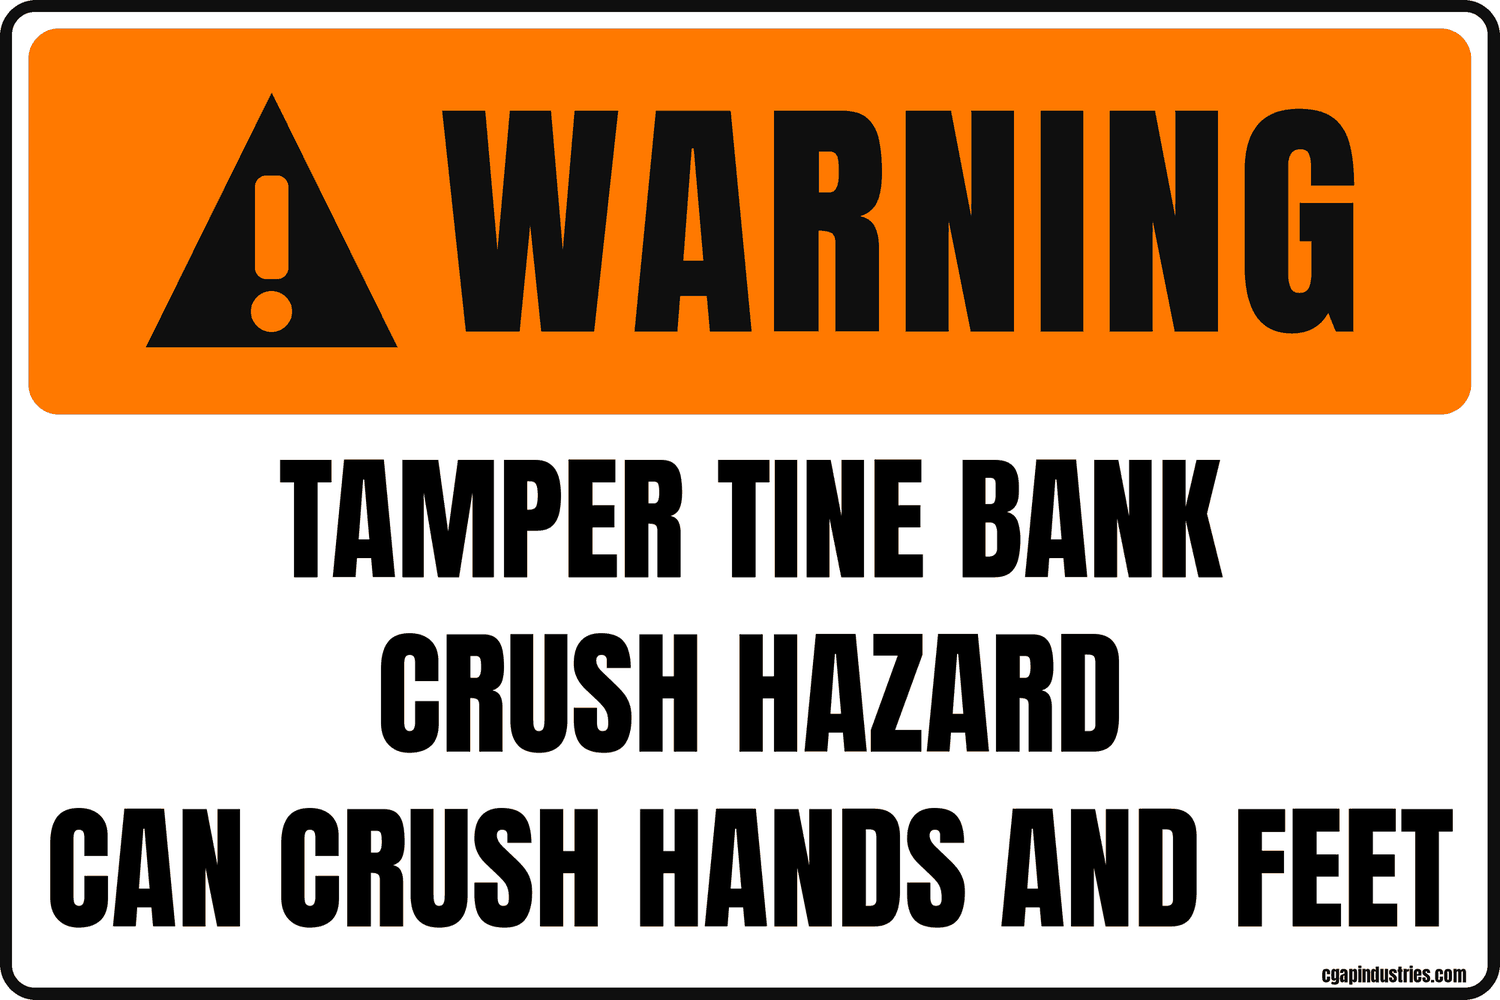 WARNING
TAMPER TINE BANK
CRUSH HAZARD
CAN CRUSH HANDS AND FEET
cgapindustries.com